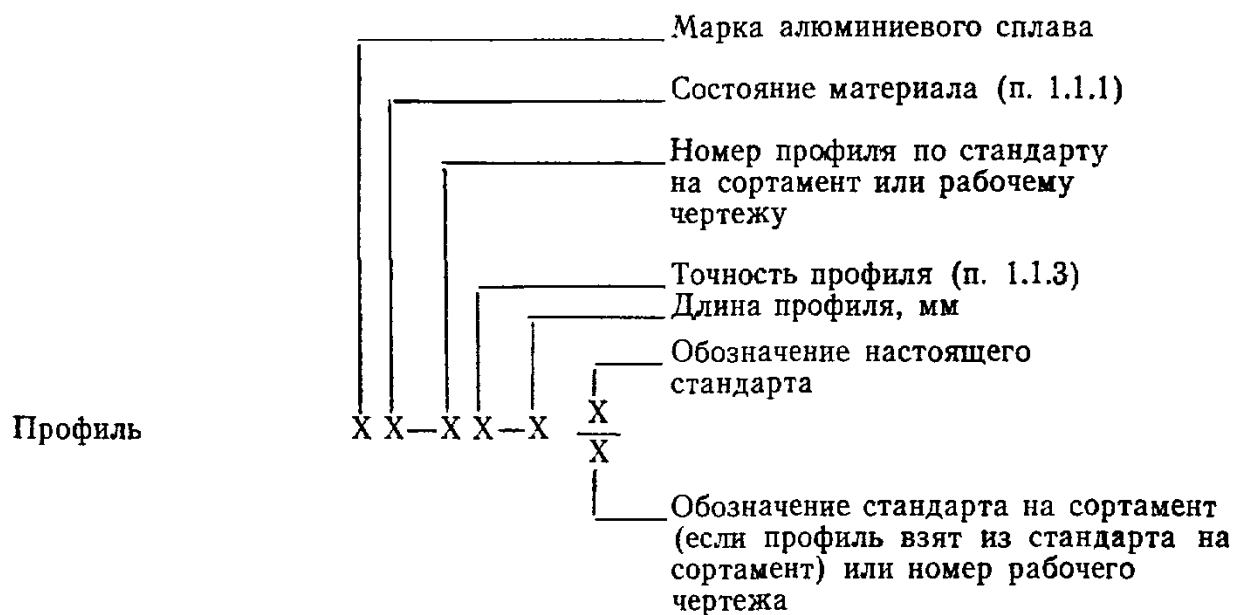 Марка алюминиевого сплава
Состояние материала (п. 1.1.1)
Номер профиля по стандарту
на сортамент или рабочему
чертежу
Точность профиля (п. 1.1.3)
Длина профиля, мм
Обозначение настоящего
стандарта
Профиль X X—X X—X X
X
Обозначение стандарта на сортамент
(если профиль взят из стандарта на
сортамент) или номер рабочего
чертежа